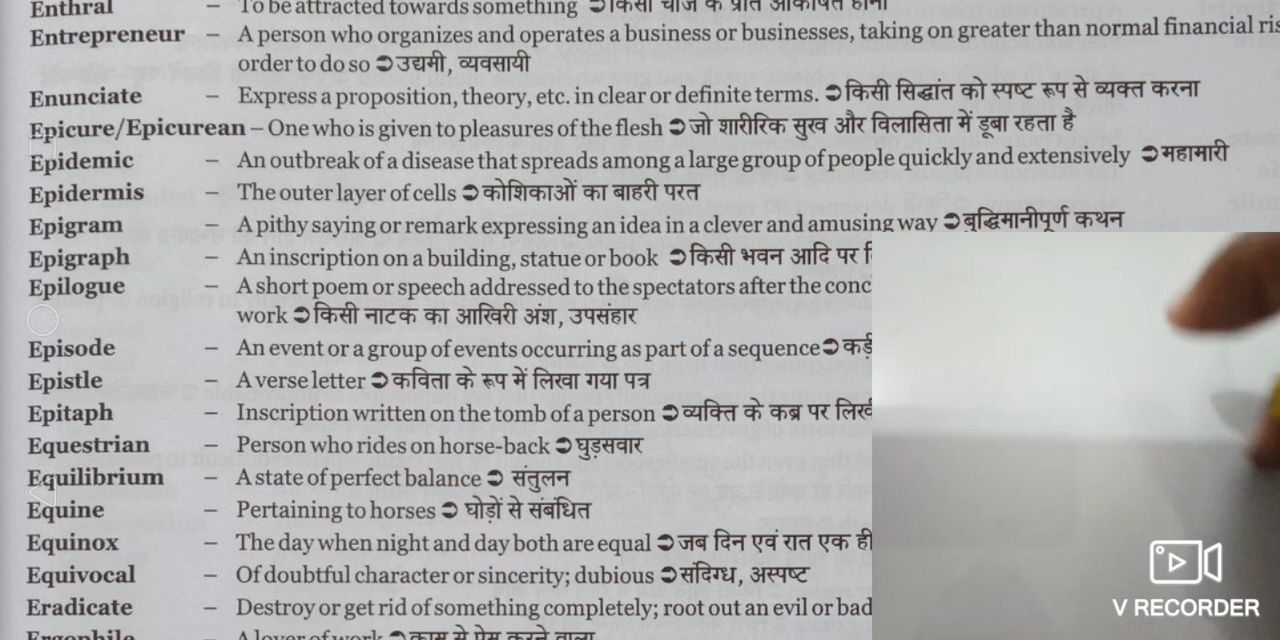 Enthral – To be attracted towards something ➲ किसी चीज के प्रति आकर्षित होना
Entrepreneur – A person who organizes and operates a business or businesses, taking on greater than normal financial
order to do so ➲ उद्यमी, व्यवसायी
Enunciate – Express a proposition, theory, etc. in clear or definite terms. ➲ किसी सिद्धांत को स्पष्ट रूप से व्यक्त करना
Epicure/Epicurean – One who is given to pleasures of the flesh ➲ जो शारीरिक सुख और विलासिता में डूबा रहता है
Epidemic – An outbreak of a disease that spreads among a large group of people quickly and extensively ➲ महामारी
Epidermis – The outer layer of cells ➲ कोशिकाओं का बाहरी परत
Epigram – A pithy saying or remark expressing an idea in a clever and amusing way ➲ बुद्धिमानीपूर्ण कथन
Epigraph – An inscription on a building, statue or book ➲ किसी भवन आदि पर
Epilogue – A short poem or speech addressed to the spectators after the conc
work ➲ किसी नाटक का आखिरी अंश, उपसंहार
Episode – An event or a group of events occurring as part of a sequence ➲
Epistle – A verse letter ➲ कविता के रूप में लिखा गया पत्र
Epitaph – Inscription written on the tomb of a person ➲ व्यक्ति के कब्र पर
Equestrian – Person who rides on horse-back ➲ घुड़सवार
Equilibrium – A state of perfect balance ➲ संतुलन
Equine – Pertaining to horses ➲ घोड़ों से संबंधित
Equinox – The day when night and day both are equal ➲ जब दिन एवं रात एक ही
Equivocal – Of doubtful character or sincerity; dubious ➲ संदिग्ध, अस्पष्ट
Eradicate – Destroy or get rid of something completely; root out an evil or bad
Ergophile – A lover of work ➲ काम से प्रेम करने वाला
V RECORDER